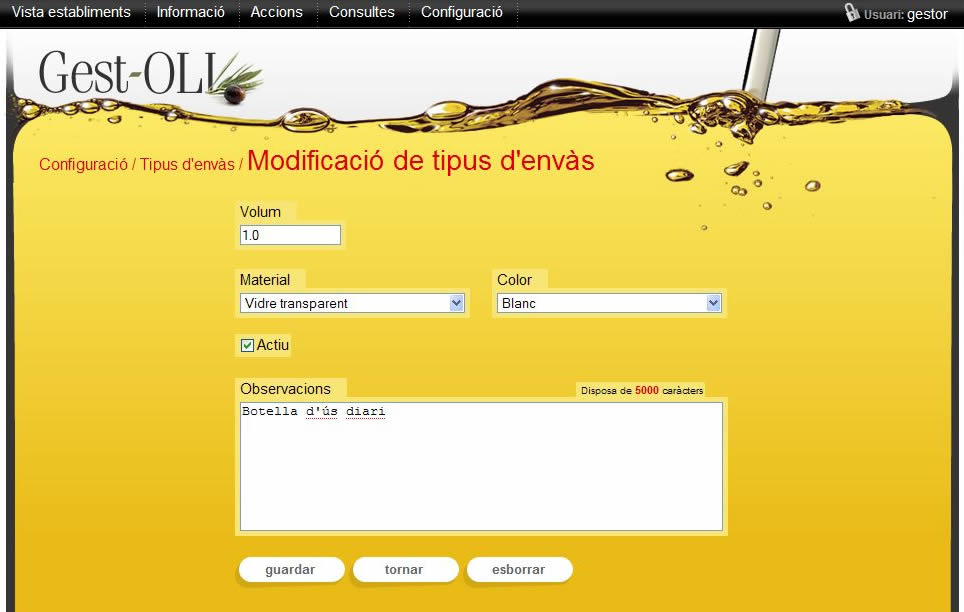 Vista establiments Informació Accions Consultes Configuració Usuari: gestor
Gest-OLI
Configuració / Tipus d'envàs / Modificació de tipus d'envàs
Volum
1.0
Material Color
Vidre transparent Blanc
Actiu
Observacions Disposa de 5000 caràcters
Botella d'ús diari
guardar tornar esborrar